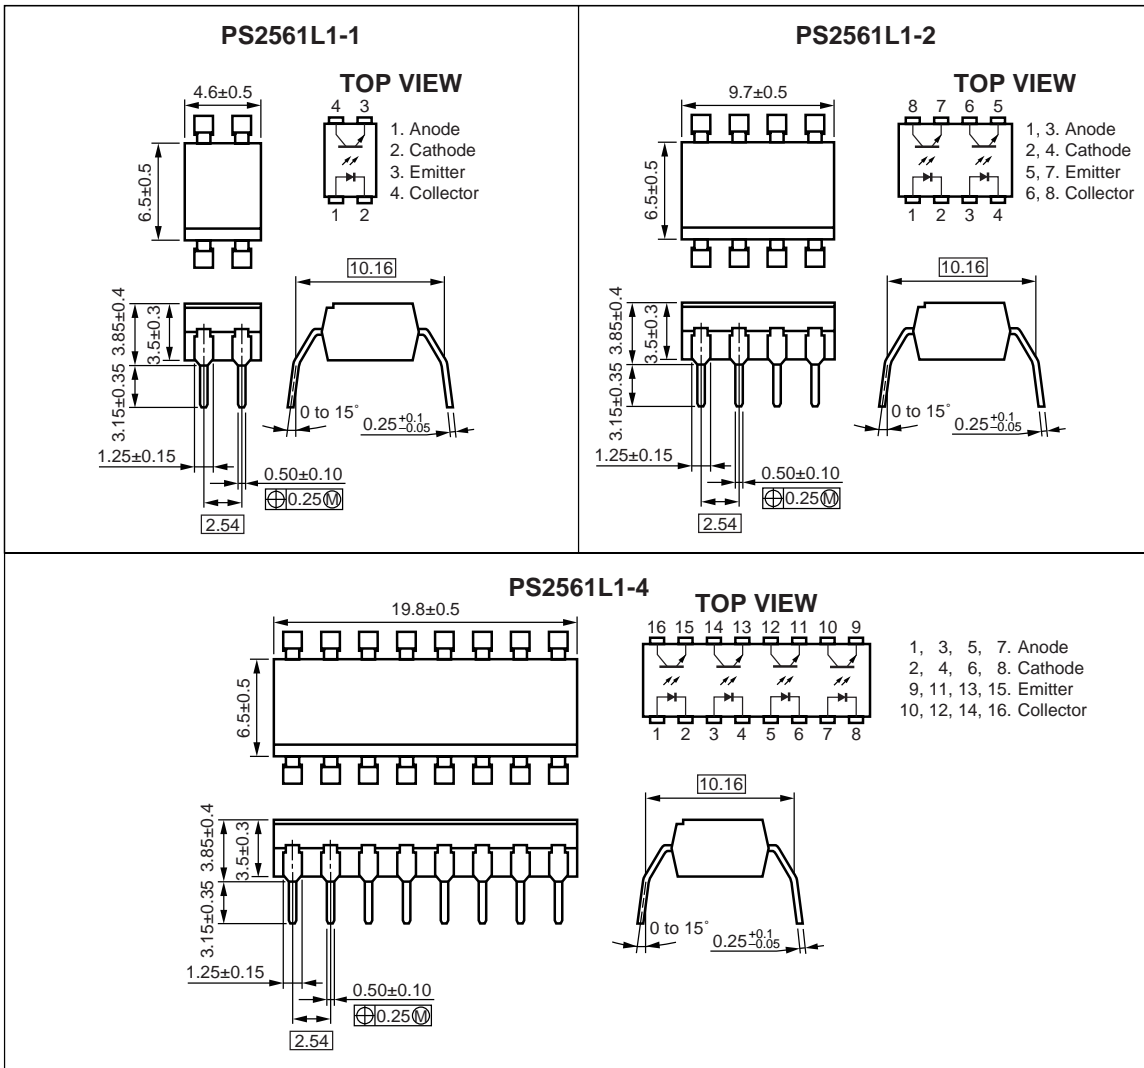 PS2561L1-1
TOP VIEW
4.6±0.5
4 3
1. Anode
2. Cathode
3. Emitter
4. Collector
1 2
6.5±0.5
10.16
3.85±0.4
3.5±0.3
3.15±0.35
0 to 15°
0.25 +0.1 −0.05
1.25±0.15
0.50±0.10
0.25 Ⓜ
2.54
PS2561L1-2
TOP VIEW
9.7±0.5
8 7 6 5
1, 3. Anode
2, 4. Cathode
5, 7. Emitter
6, 8. Collector
1 2 3 4
6.5±0.5
10.16
3.85±0.4
3.5±0.3
3.15±0.35
0 to 15°
0.25 +0.1 −0.05
1.25±0.15
0.50±0.10
0.25 Ⓜ
2.54
PS2561L1-4
TOP VIEW
19.8±0.5
16 15 14 13 12 11 10 9
1, 3, 5, 7. Anode
2, 4, 6, 8. Cathode
9, 11, 13, 15. Emitter
10, 12, 14, 16. Collector
1 2 3 4 5 6 7 8
6.5±0.5
10.16
3.85±0.4
3.5±0.3
3.15±0.35
0 to 15°
0.25 +0.1 −0.05
1.25±0.15
0.50±0.10
0.25 Ⓜ
2.54